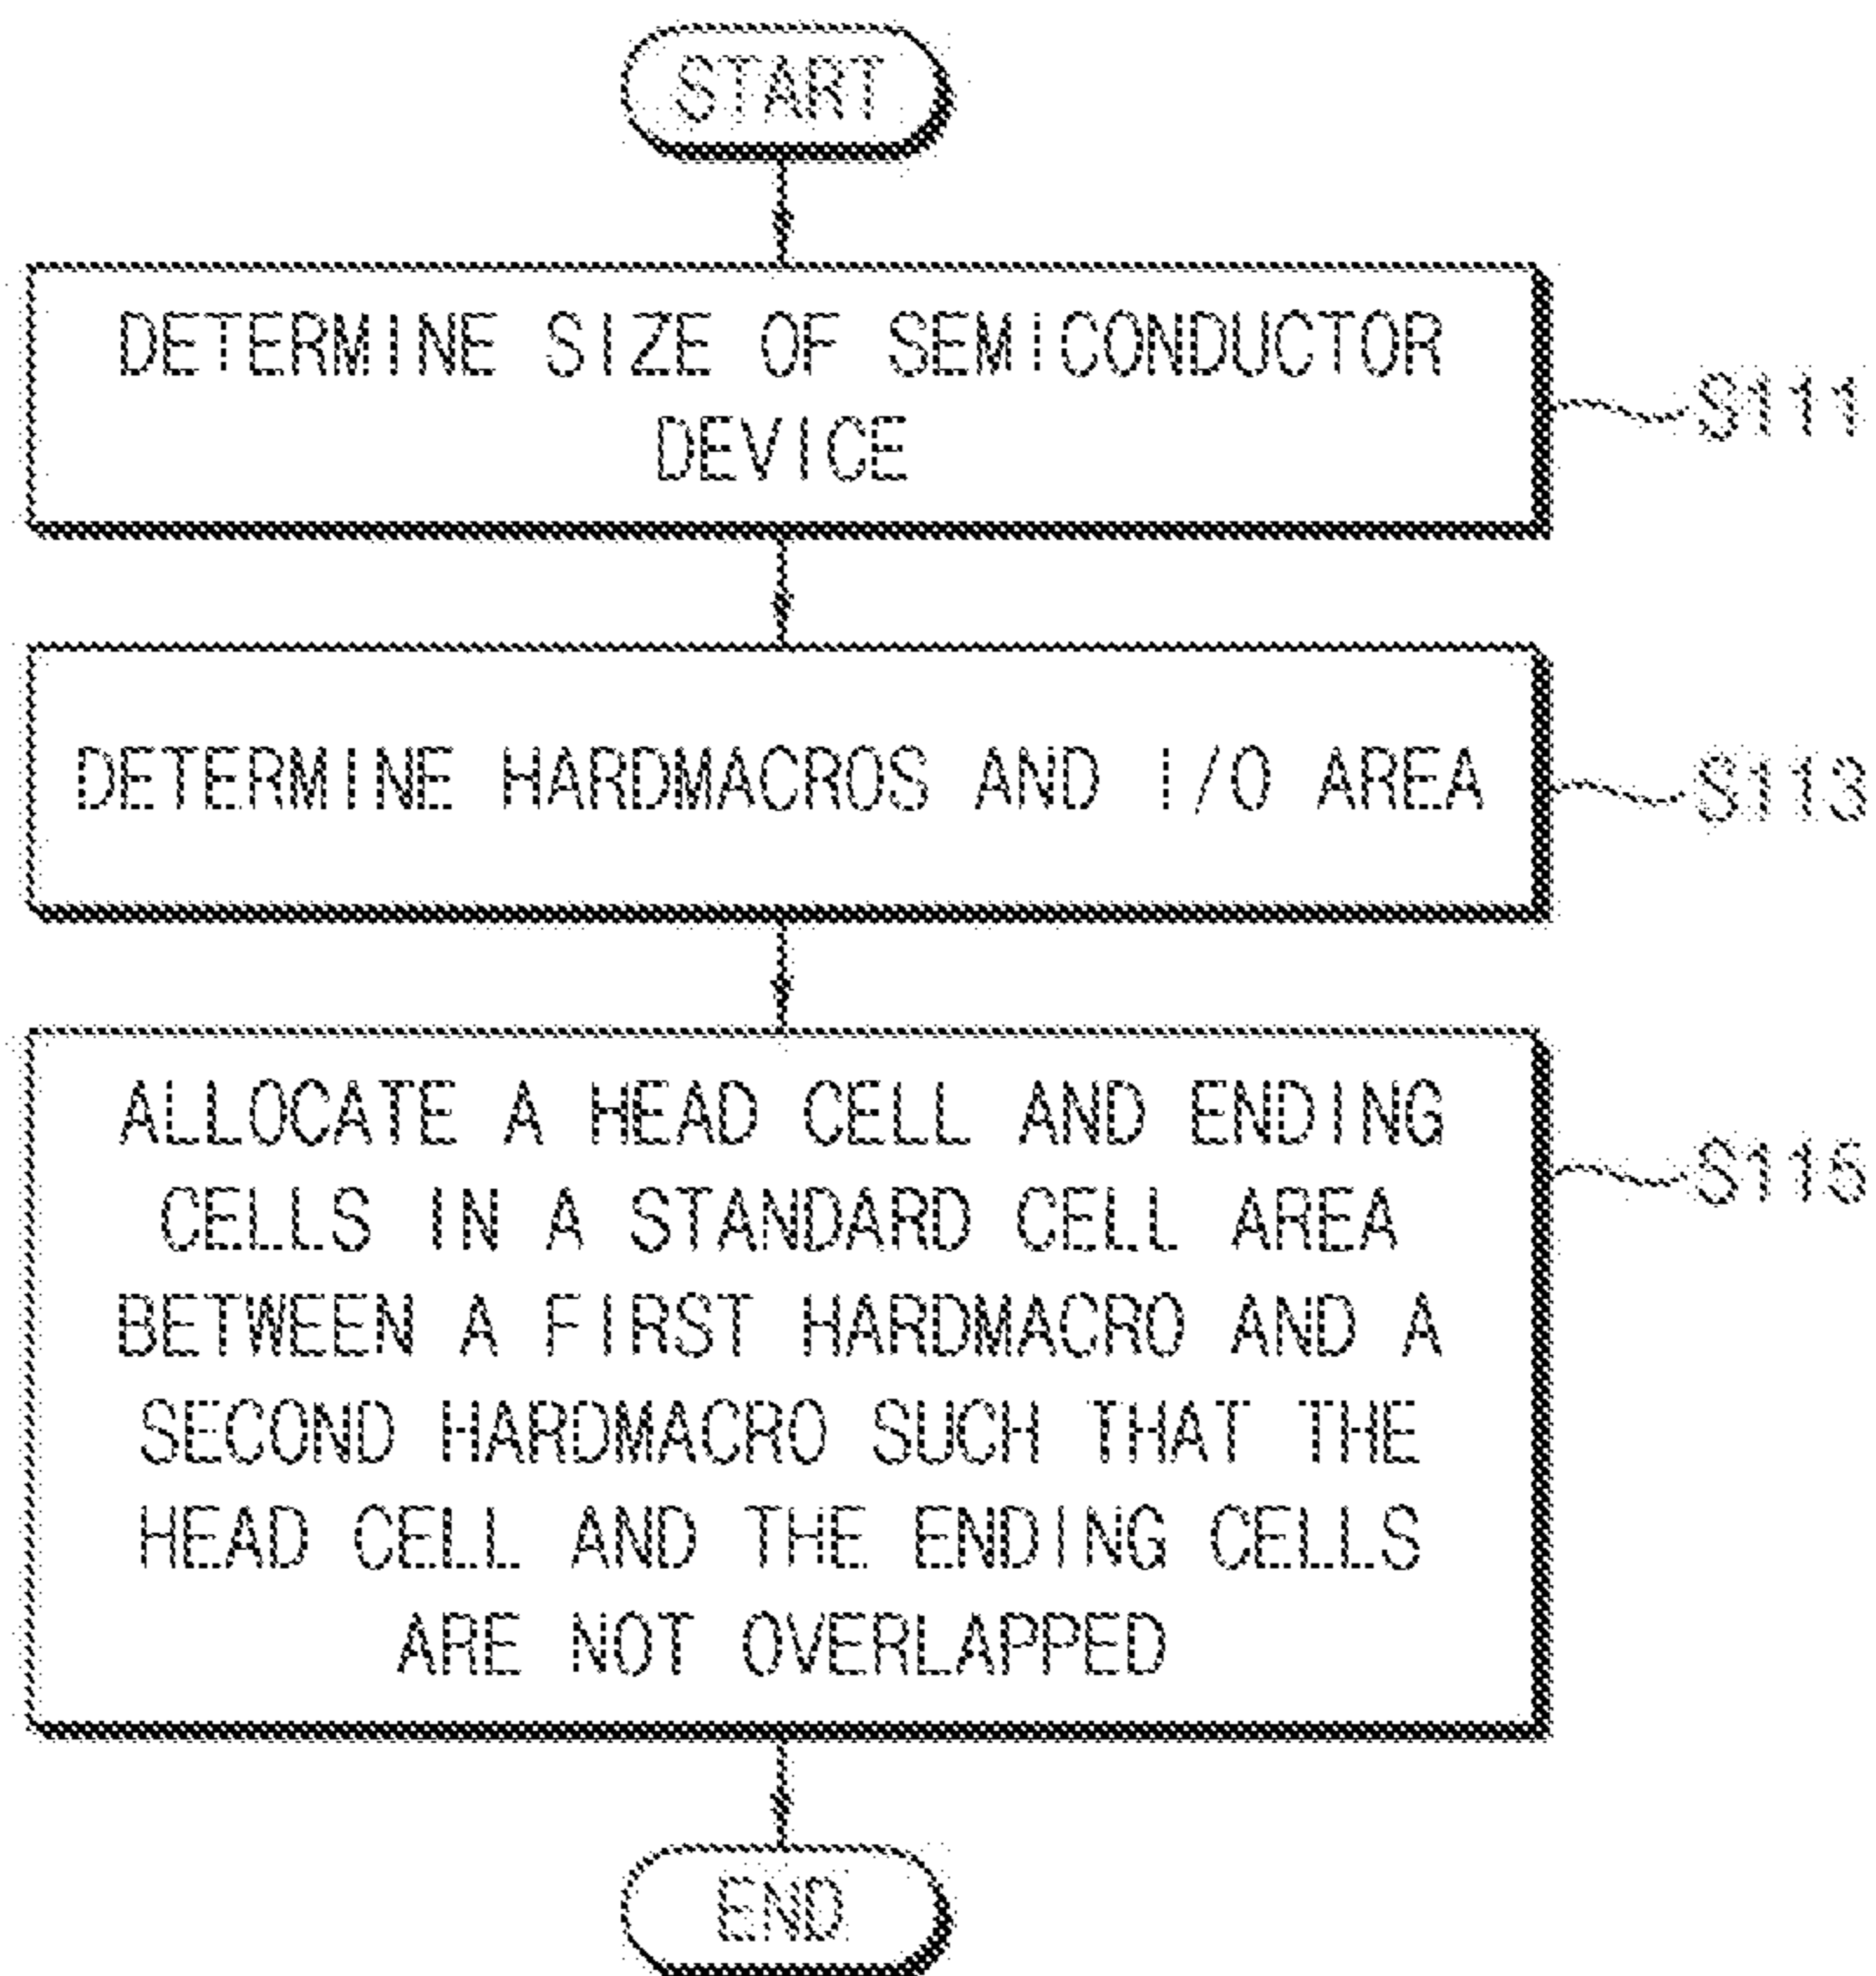 START
DETERMINE SIZE OF SEMICONDUCTOR
DEVICE
S111
DETERMINE HARDMACROS AND I/O AREA
S113
ALLOCATE A HEAD CELL AND ENDING
CELLS IN A STANDARD CELL AREA
BETWEEN A FIRST HARDMACRO AND A
SECOND HARDMACRO SUCH THAT THE
HEAD CELL AND THE ENDING CELLS
ARE NOT OVERLAPPED
S115
END